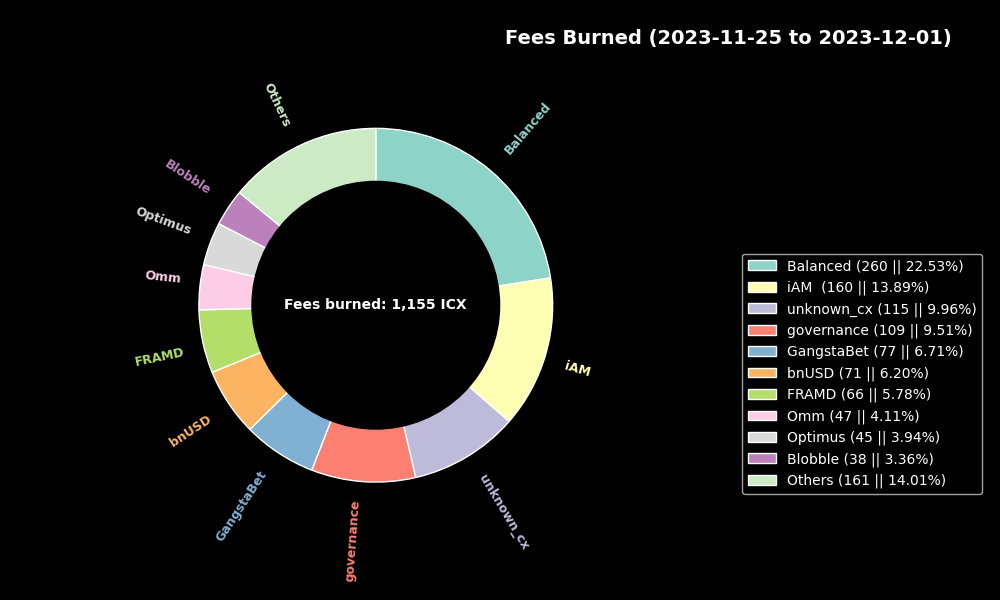 Fees Burned (2023-11-25 to 2023-12-01)
Others
Balanced
Blobble
Optimus
Omm
Fees burned: 1,155 ICX
FRAMD
iAM
bnUSD
GangstaBet
governance
unknown_cx
Balanced (260 || 22.53%)
iAM  (160 || 13.89%)
unknown_cx (115 || 9.96%)
governance (109 || 9.51%)
GangstaBet (77 || 6.71%)
bnUSD (71 || 6.20%)
FRAMD (66 || 5.78%)
Omm (47 || 4.11%)
Optimus (45 || 3.94%)
Blobble (38 || 3.36%)
Others (161 || 14.01%)